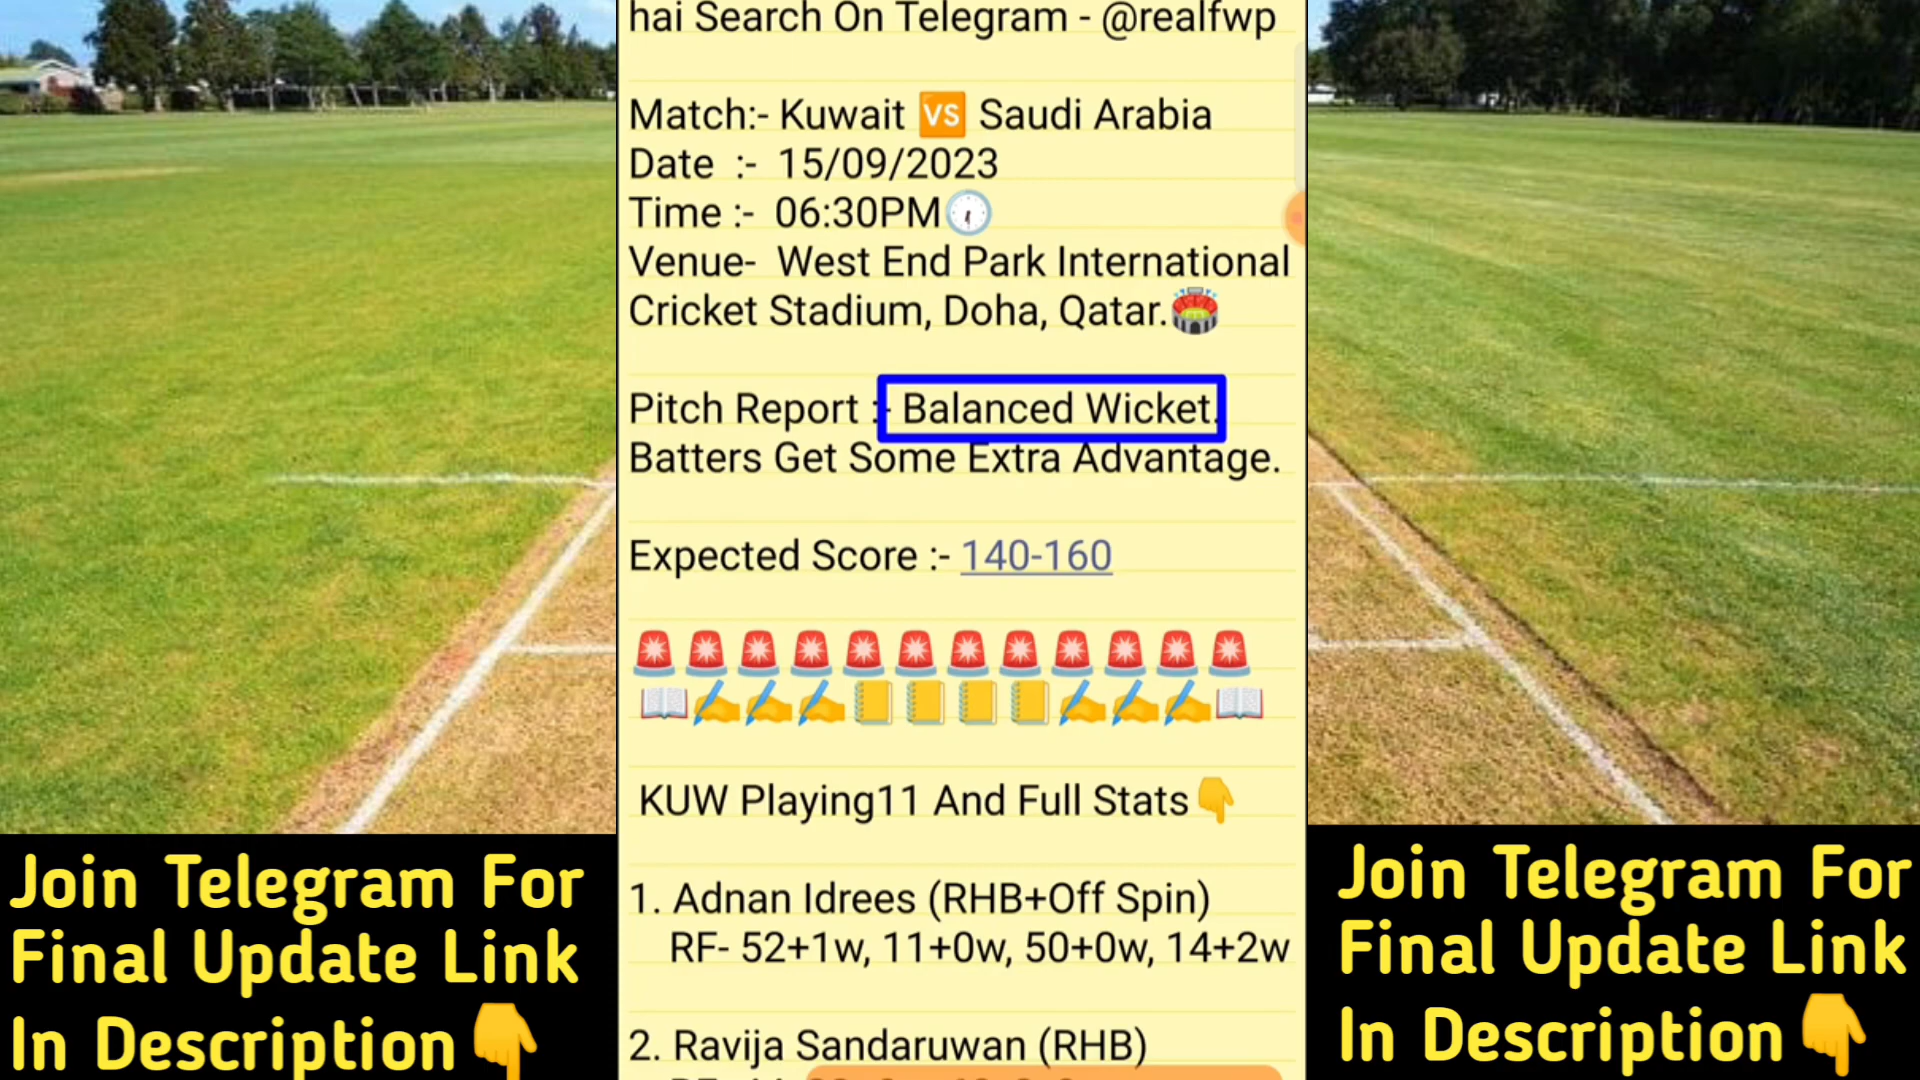 hai Search On Telegram - @realfwp
Match:- Kuwait 🆚 Saudi Arabia
Date :- 15/09/2023
Time :- 06:30PM🕡
Venue- West End Park International
Cricket Stadium, Doha, Qatar.🏟
Pitch Report :- Balanced Wicket.
Batters Get Some Extra Advantage.
Expected Score :- 140-160
🚨🚨🚨🚨🚨🚨🚨🚨🚨🚨🚨🚨
📖✍✍✍📒📒📒📒✍✍✍📖
KUW Playing11 And Full Stats👇
1. Adnan Idrees (RHB+Off Spin)
RF- 52+1w, 11+0w, 50+0w, 14+2w
2. Ravija Sandaruwan (RHB)
Join Telegram For
Final Update Link
In Description👇
Join Telegram For
Final Update Link
In Description👇